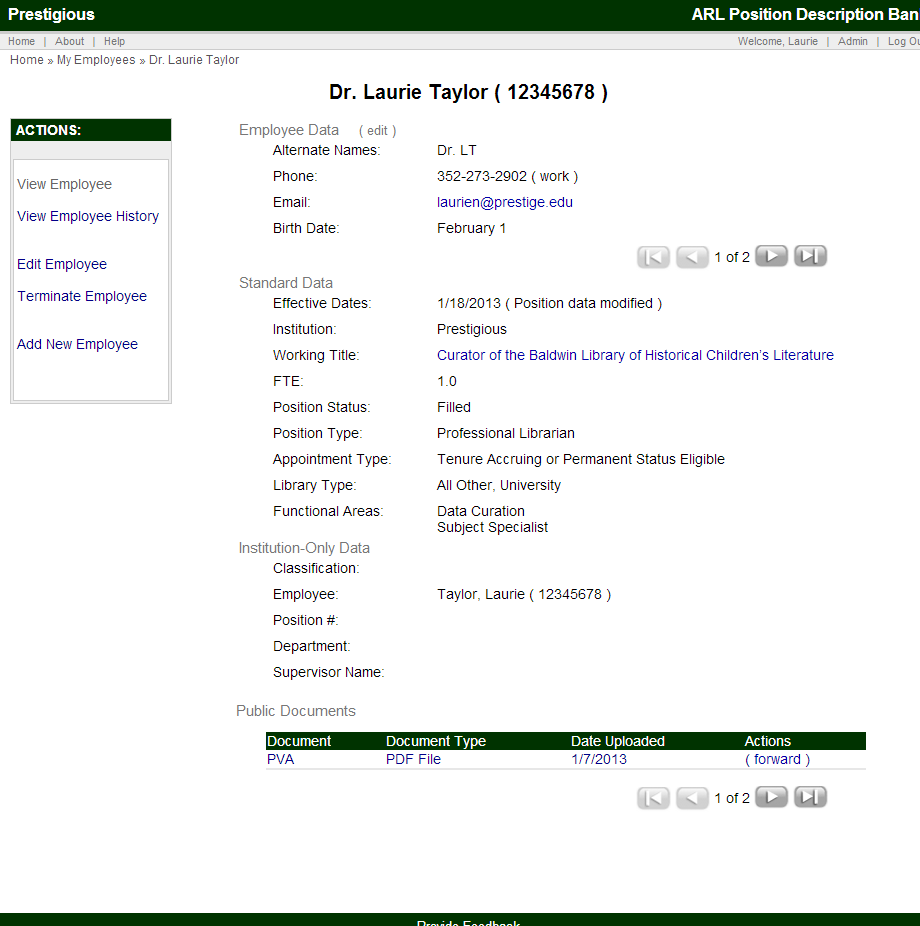 Prestigious ARL Position Description Ban
Home | About | Help Welcome, Laurie | Admin | Log Ou
Home » My Employees » Dr. Laurie Taylor
Dr. Laurie Taylor ( 12345678 )
ACTIONS:
View Employee
View Employee History
Edit Employee
Terminate Employee
Add New Employee
Employee Data ( edit )
Alternate Names: Dr. LT
Phone: 352-273-2902 ( work )
Email: laurien@prestige.edu
Birth Date: February 1
1 of 2
Standard Data
Effective Dates: 1/18/2013 ( Position data modified )
Institution: Prestigious
Working Title: Curator of the Baldwin Library of Historical Children's Literature
FTE: 1.0
Position Status: Filled
Position Type: Professional Librarian
Appointment Type: Tenure Accruing or Permanent Status Eligible
Library Type: All Other, University
Functional Areas: Data Curation
Subject Specialist
Institution-Only Data
Classification:
Employee: Taylor, Laurie ( 12345678 )
Position #:
Department:
Supervisor Name:
Public Documents
Document Document Type Date Uploaded Actions
PVA PDF File 1/7/2013 ( forward )
1 of 2
Provide Feedback